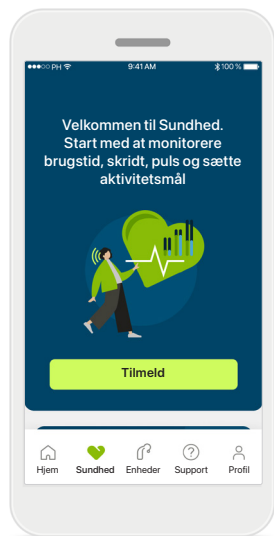 PH 9:41 AM 100 %
Velkommen til Sundhed.
Start med at monitorere
brugstid, skridt, puls og sætte
aktivitetsmål
Tilmeld
Hjem Sundhed Enheder Support Profil